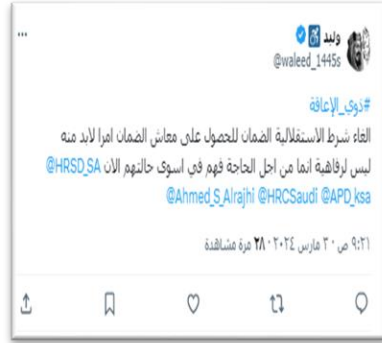 وليد
@waleed_1445s
#ذوي_الإعاقة
الغاء شرط الاستقلالية الضمان للحصول على معاش الضمان امرا لابد منه
ليس لرفاهية انما من اجل الحاجة فهم في اسوى حالتهم الان @HRSD_SA
@Ahmed_S_Alrajhi @HRCSaudi @APD_ksa
٩:٢١ ص · ٣ مارس ٢٠٢٤ · ٢٨ مرة مشاهدة